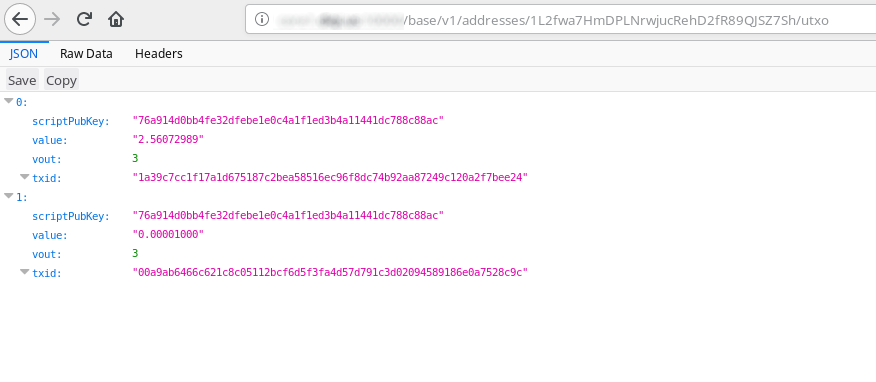 /base/v1/addresses/1L2fwa7HmDPLNrwjucRehD2fR89QJSZ7Sh/utxo
JSON Raw Data Headers
Save Copy
0:
scriptPubKey: "76a914d0bb4fe32dfebe1e0c4a1f1ed3b4a11441dc788c88ac"
value: "2.56072989"
vout: 3
txid: "1a39c7cc1f17a1d675187c2bea58516ec96f8dc74b92aa87249c120a2f7bee24"
1:
scriptPubKey: "76a914d0bb4fe32dfebe1e0c4a1f1ed3b4a11441dc788c88ac"
value: "0.00001000"
vout: 3
txid: "00a9ab6466c621c8c05112bcf6d5f3fa4d57d791c3d02094589186e0a7528c9c"